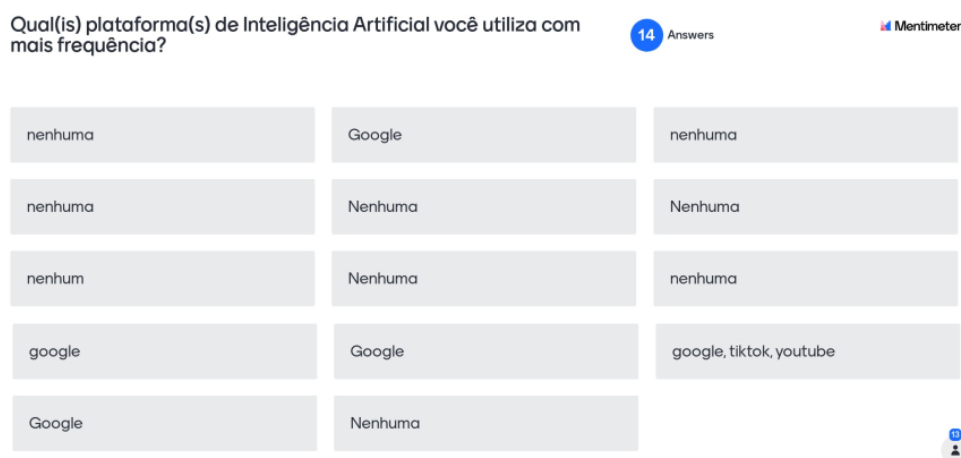 Qual(is) plataforma(s) de Inteligência Artificial você utiliza com
mais frequência?
14 Answers
Mentimeter
nenhuma
Google
nenhuma
nenhuma
Nenhuma
Nenhuma
nenhum
Nenhuma
nenhuma
google
Google
google, tiktok, youtube
Google
Nenhuma
13